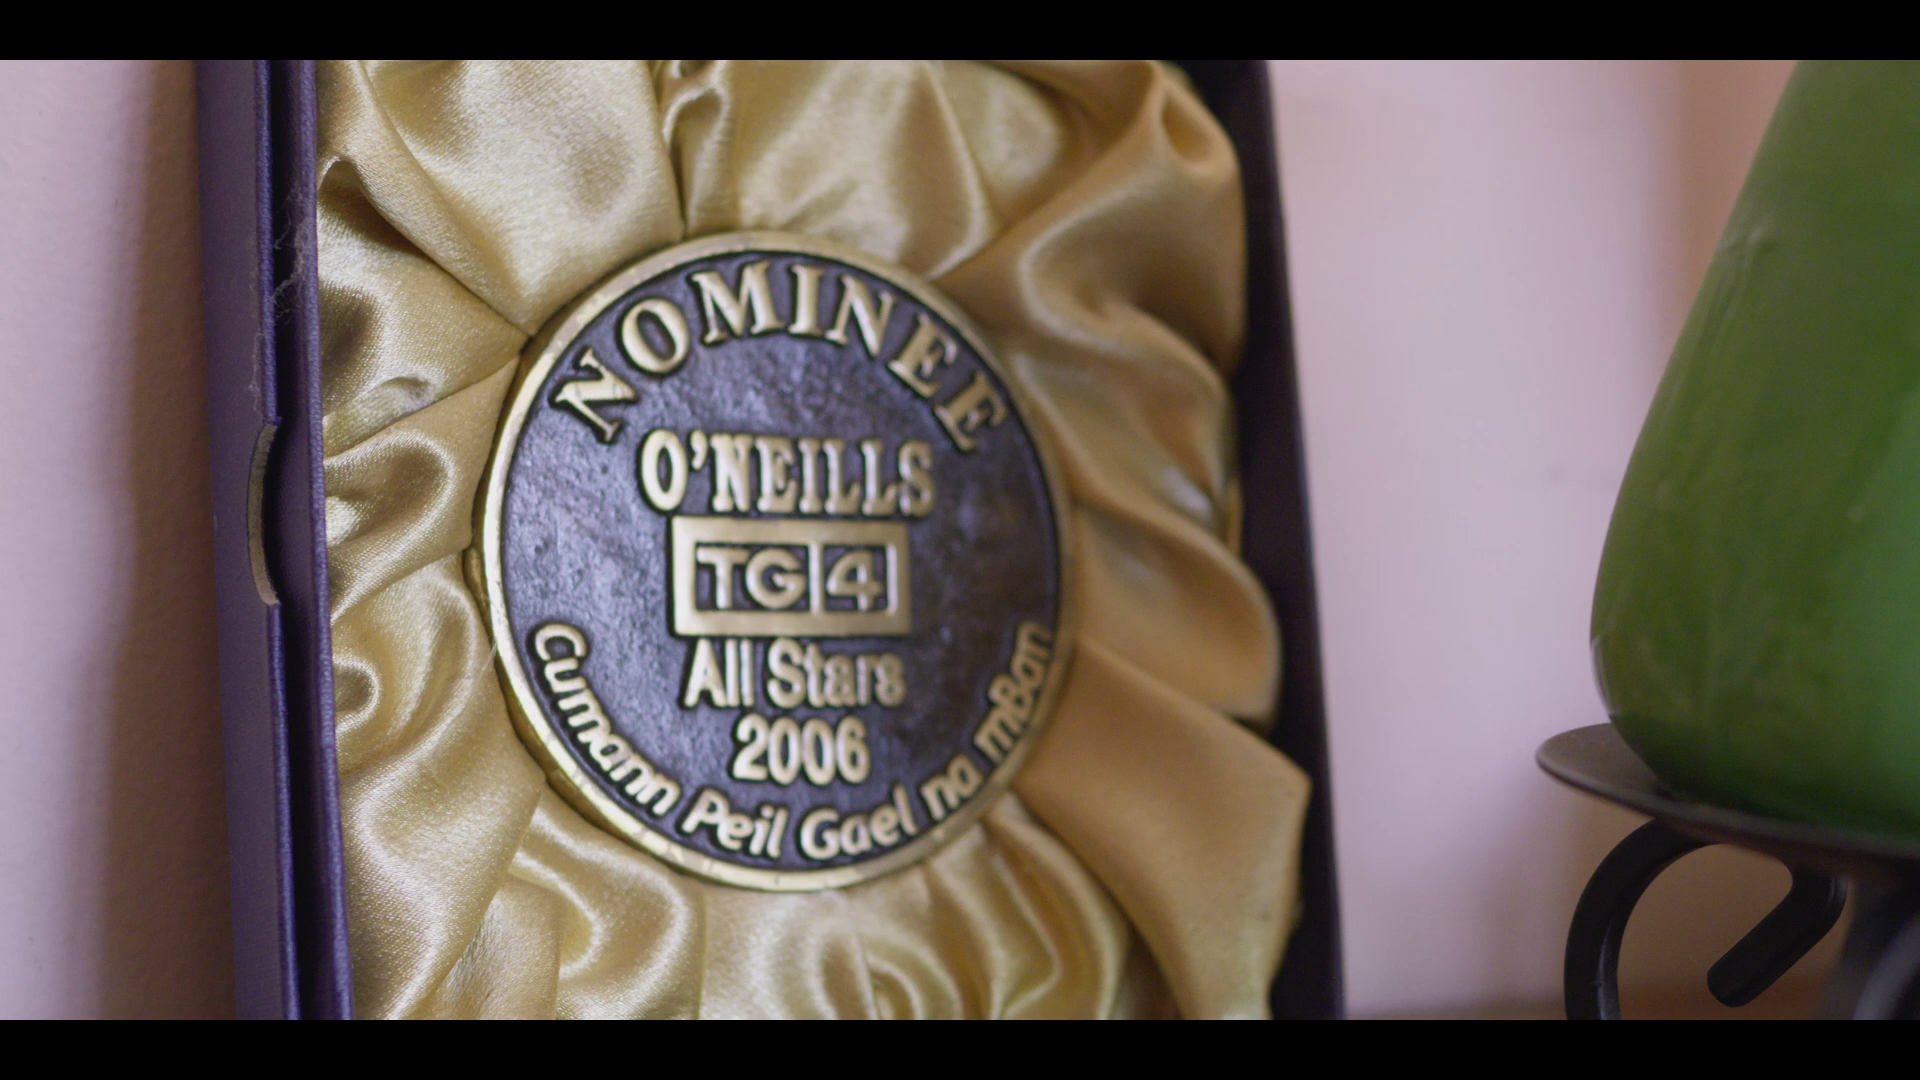 NOMINEE
O'NEILLS
TG4
All Stars
2006
Cumann Peil Gael na mBan